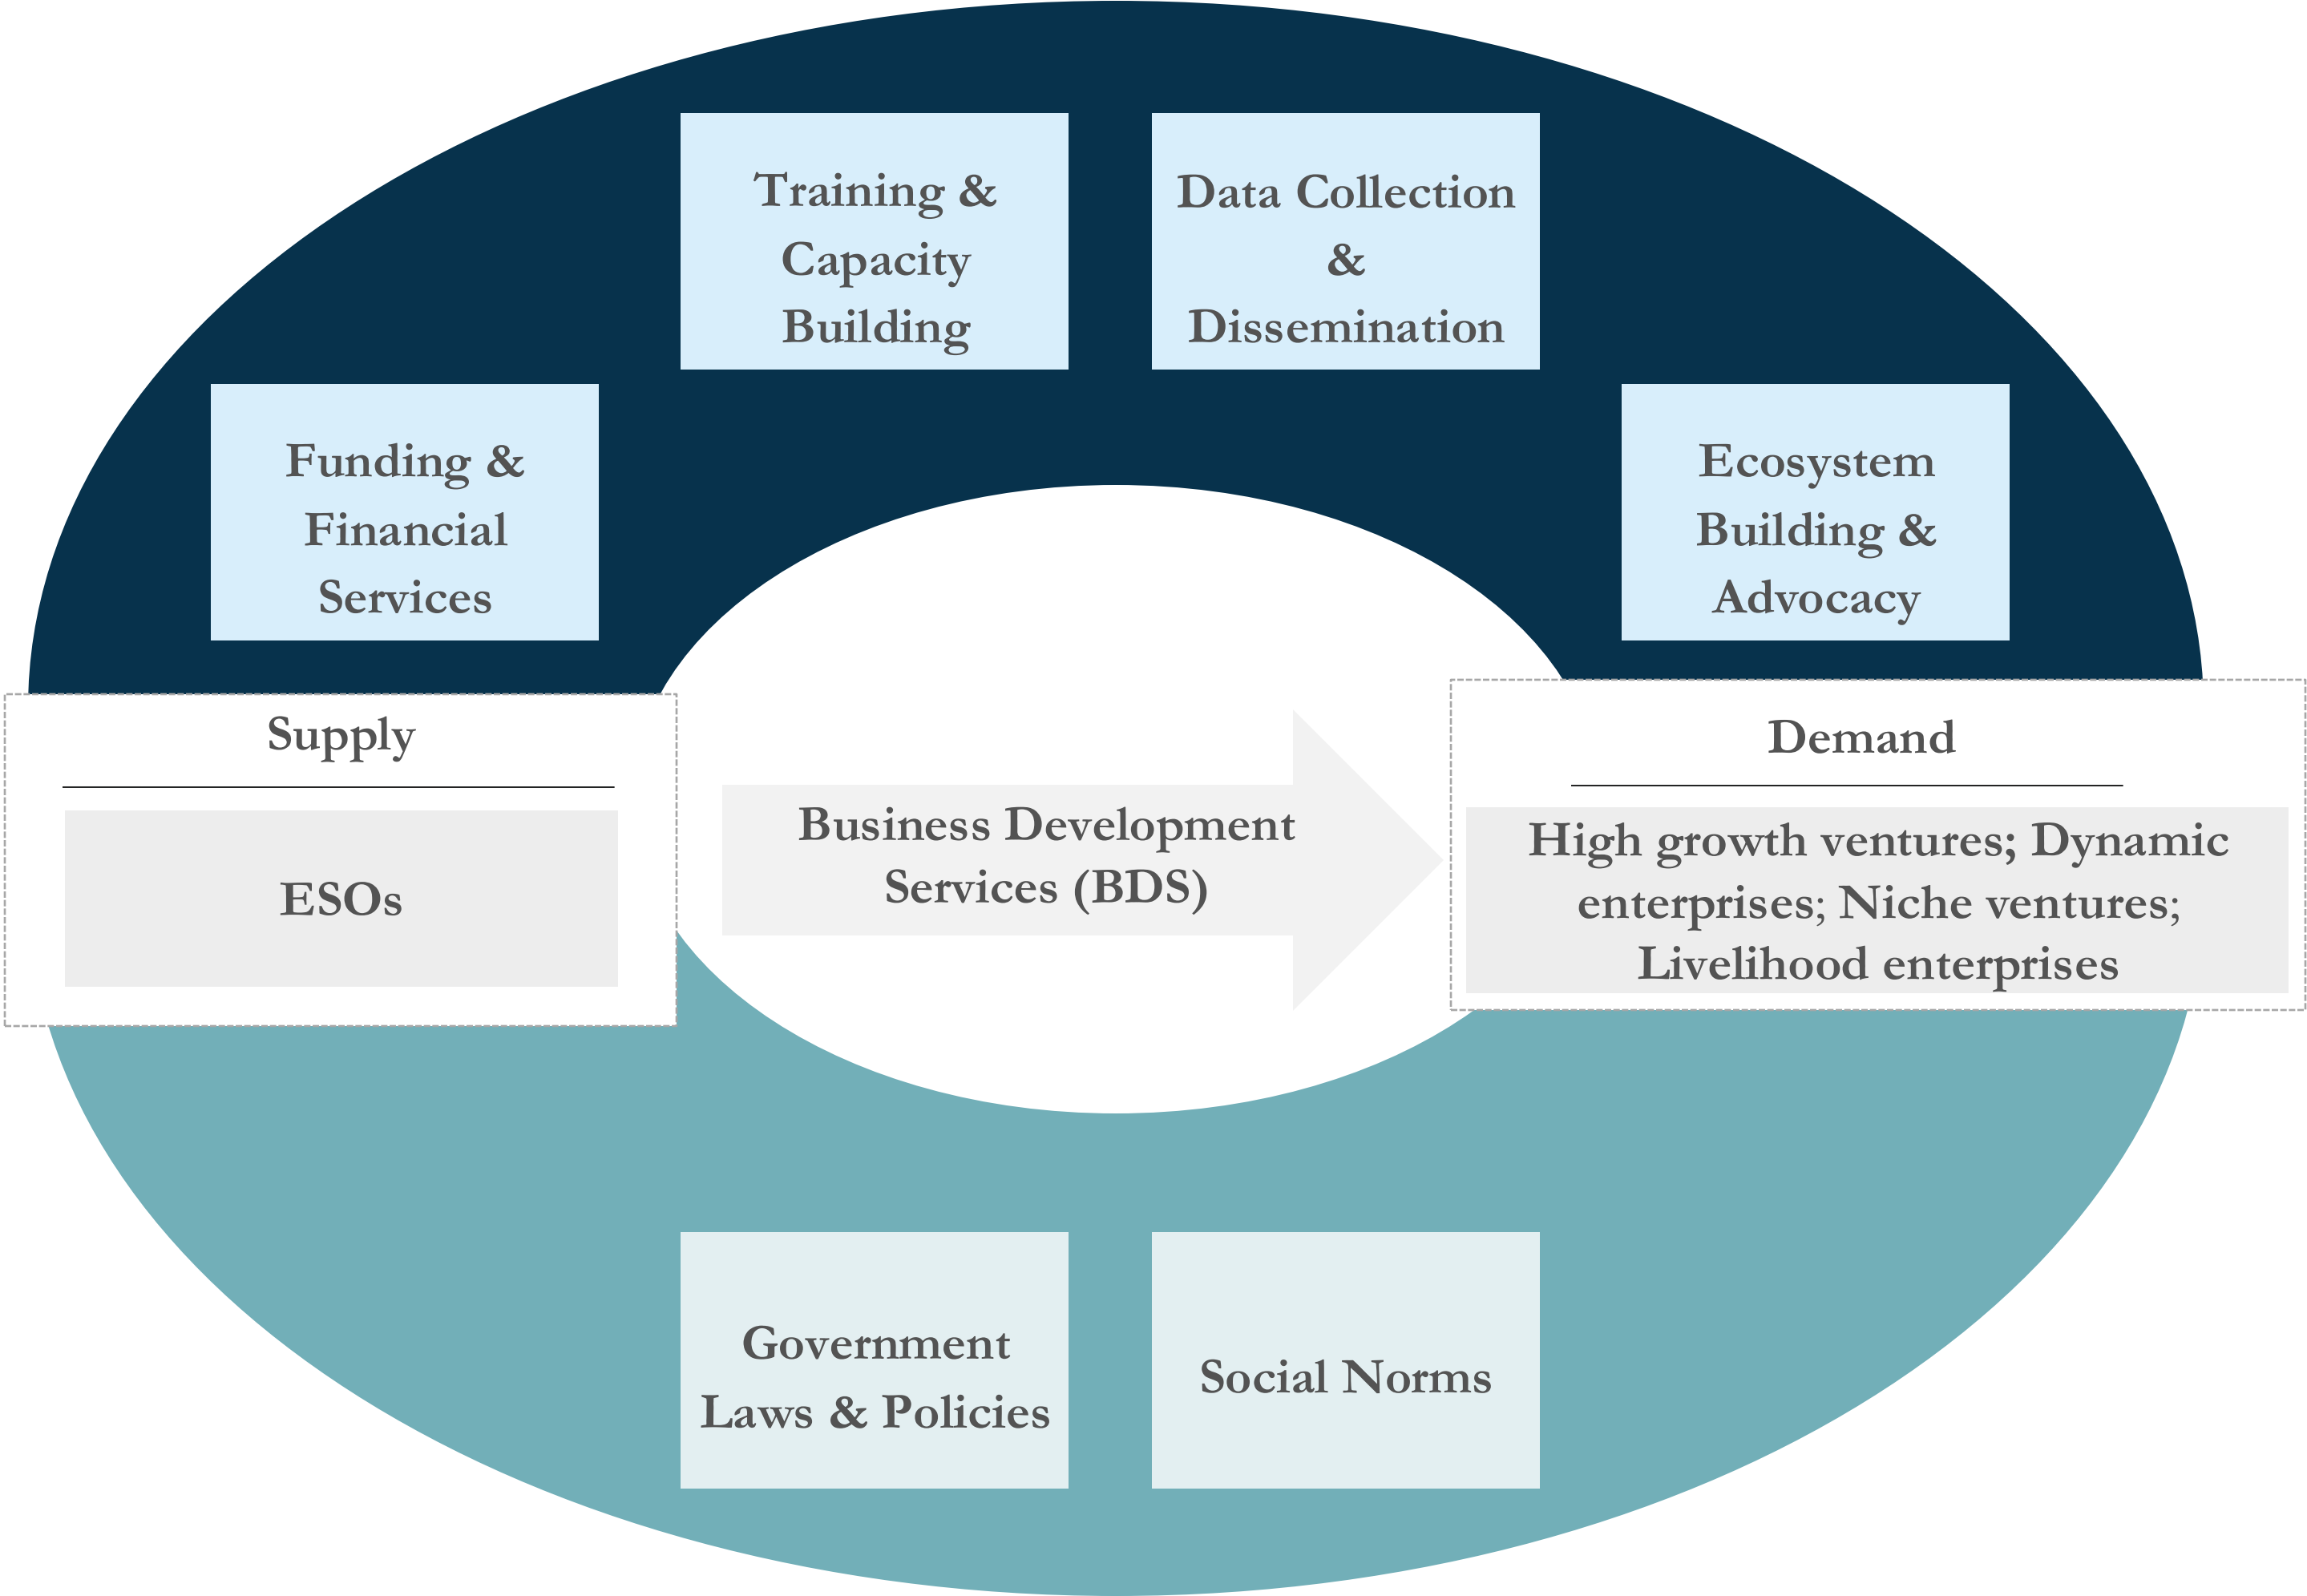 Training &
Capacity
Building
Data Collection
&
Dissemination
Funding &
Financial
Services
Ecosystem
Building &
Advocacy
Supply
ESOs
Business Development
Services (BDS)
Demand
High growth ventures; Dynamic
enterprises; Niche ventures;
Livelihood enterprises
Government
Laws & Policies
Social Norms